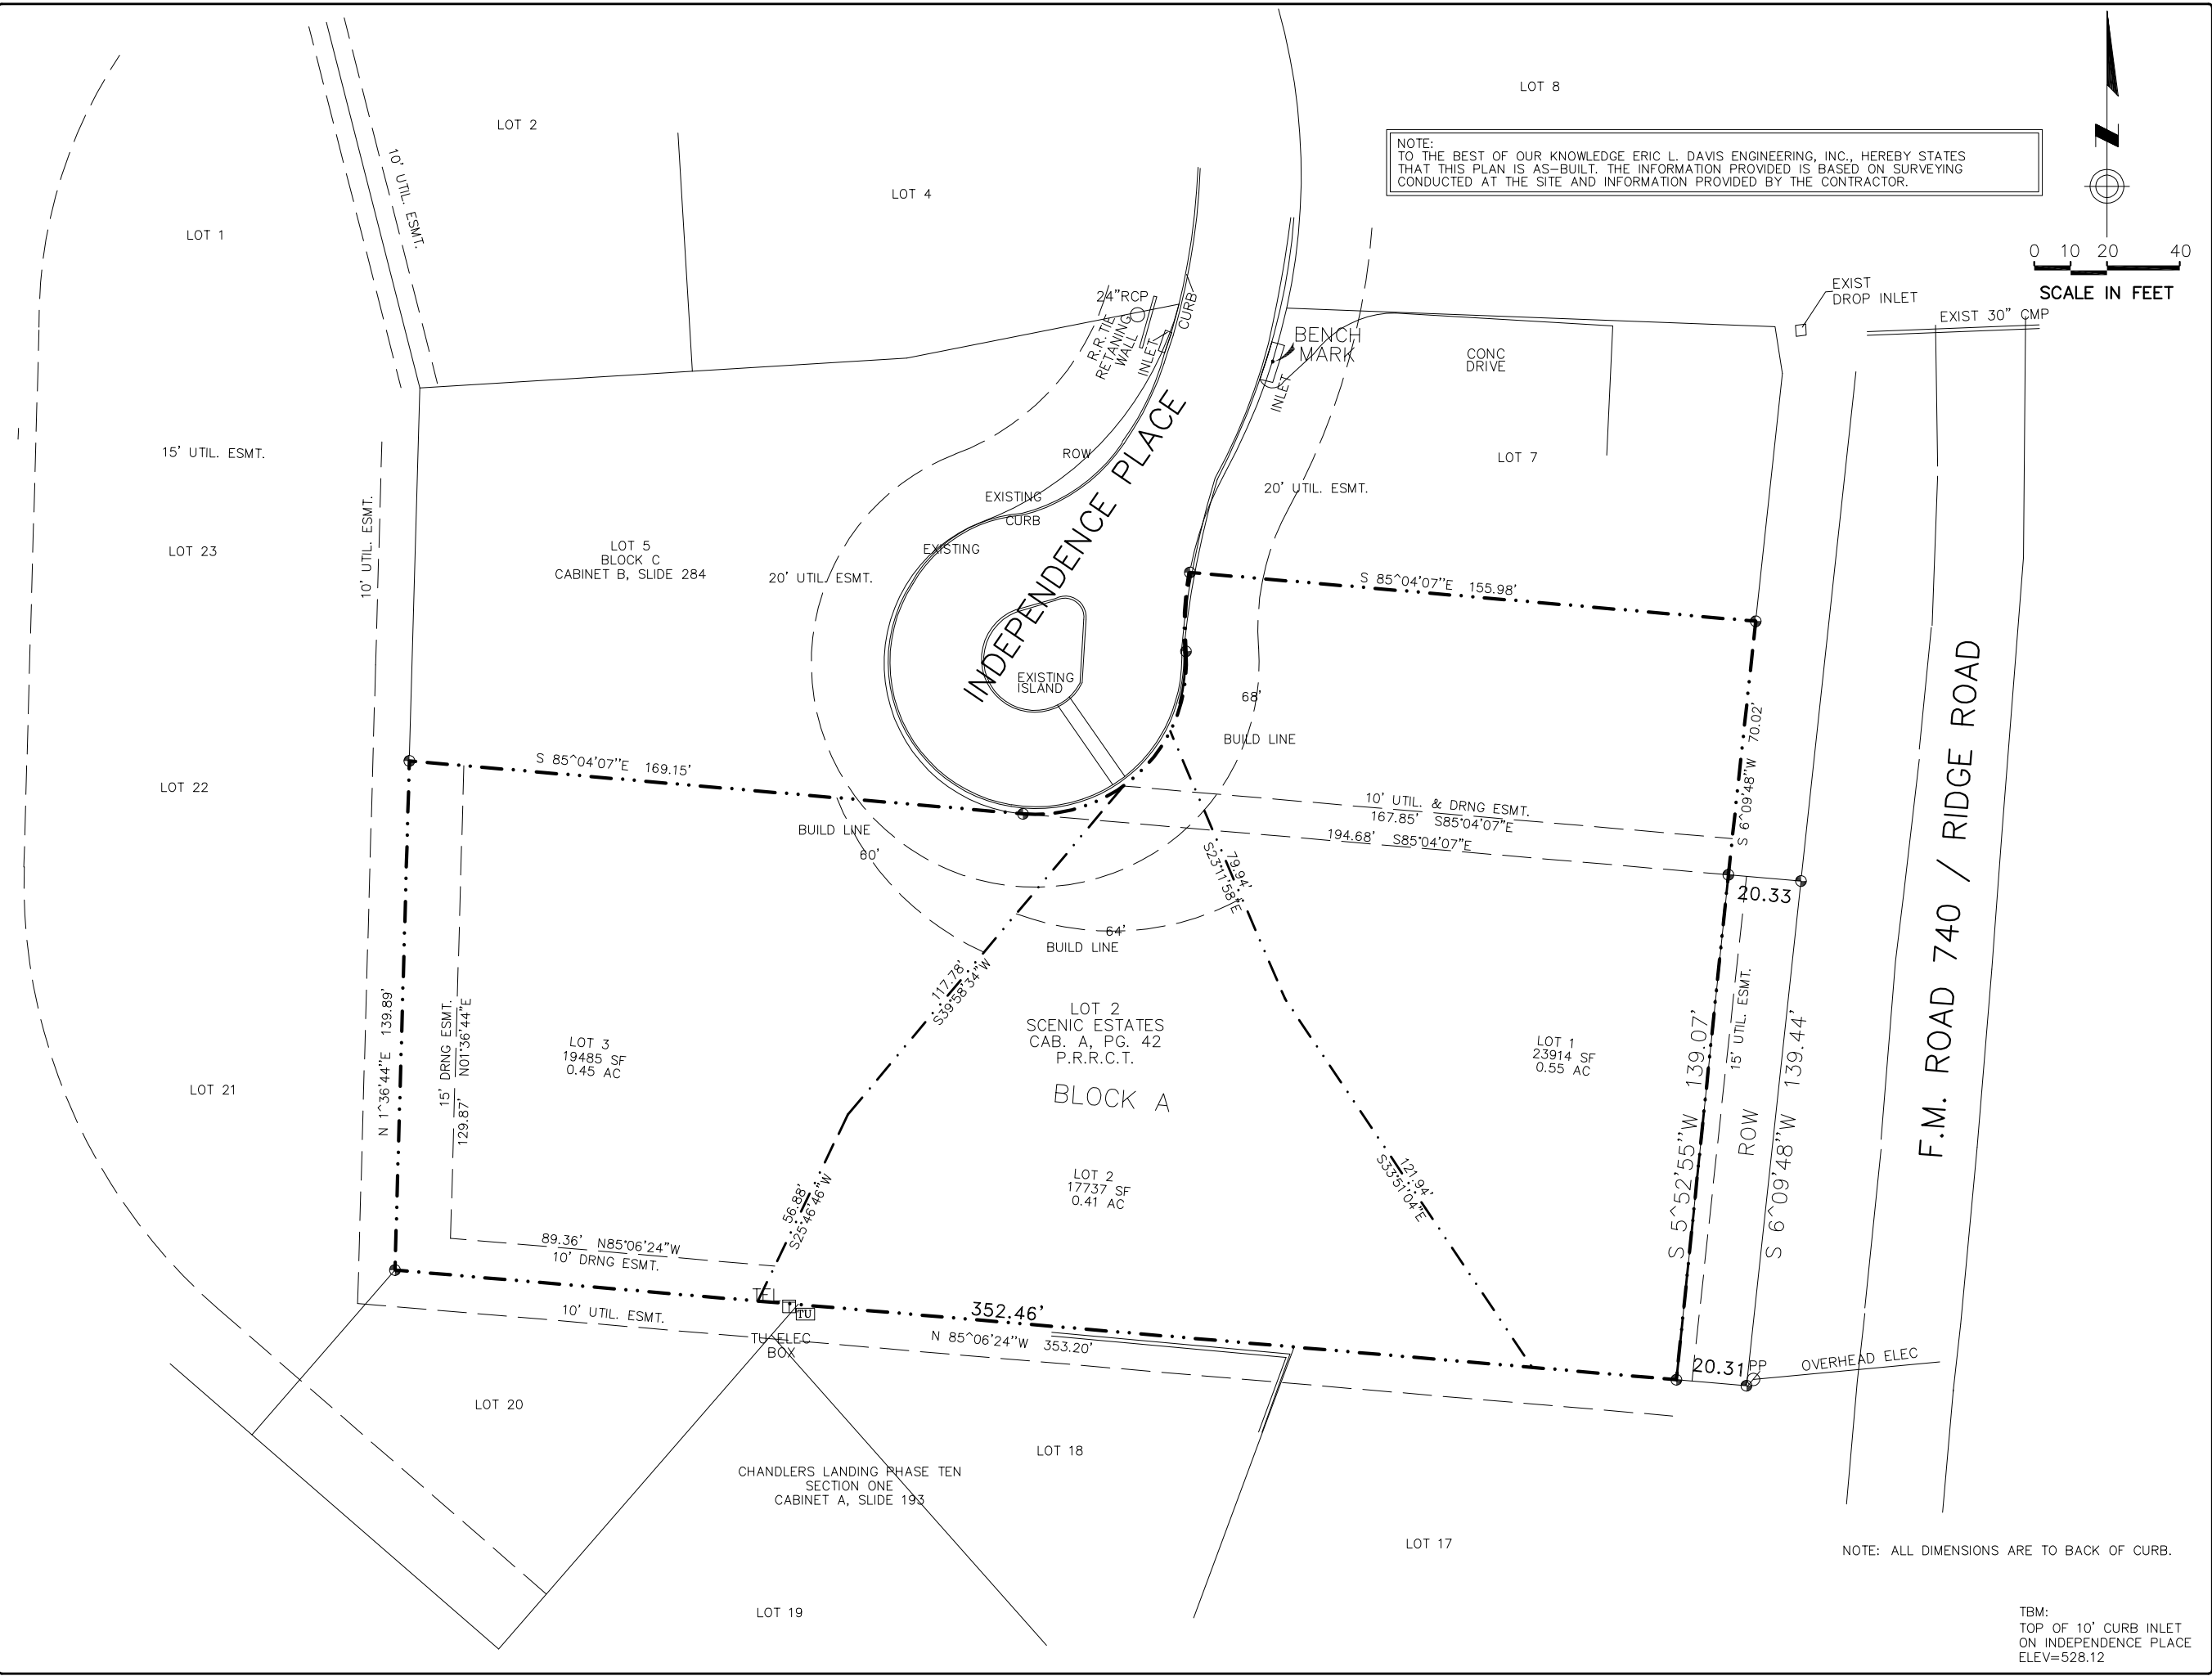 LOT 8
LOT 2
10' UTIL. ESMT.
LOT 4
LOT 1
NOTE:
TO THE BEST OF OUR KNOWLEDGE ERIC L. DAVIS ENGINEERING, INC., HEREBY STATES
THAT THIS PLAN IS AS-BUILT. THE INFORMATION PROVIDED IS BASED ON SURVEYING
CONDUCTED AT THE SITE AND INFORMATION PROVIDED BY THE CONTRACTOR.
N
0 10 20 40
SCALE IN FEET
EXIST
DROP INLET
EXIST 30" CMP
24"RCP
R.R.TIE
RETANING
WALL
INLET
CURB
BENCH
MARK
INLET
CONC
DRIVE
15' UTIL. ESMT.
ROW
LOT 7
20' UTIL. ESMT.
EXISTING
CURB
EXISTING
INDEPENDENCE PLACE
10' UTIL. ESMT.
LOT 23
LOT 5
BLOCK C
CABINET B, SLIDE 284
20' UTIL. ESMT.
S 85^04'07"E 155.98'
EXISTING
ISLAND
68'
BUILD LINE
S 6^09'48"W 70.02'
F.M. ROAD 740 / RIDGE ROAD
S 85^04'07"E 169.15'
LOT 22
10' UTIL. & DRNG ESMT.
167.85' S85°04'07"E
194.68' S85°04'07"E
BUILD LINE
60'
79.94'
S23°11'58"E
20.33
64'
BUILD LINE
117.78'
S39°58'34"W
LOT 2
SCENIC ESTATES
CAB. A, PG. 42
P.R.R.C.T.
BLOCK A
N 1^36'44"E 139.89'
15' DRNG ESMT.
129.87' N01°36'44"E
LOT 3
19485 SF
0.45 AC
LOT 1
23914 SF
0.55 AC
S 5^52'55"W 139.07'
15' UTIL. ESMT.
ROW
S 6^09'48"W 139.44'
LOT 21
LOT 2
17737 SF
0.41 AC
56.88'
S25°46'46"W
121.94'
S33°51'04"E
89.36' N85°06'24"W
10' DRNG ESMT.
TEL
TU
10' UTIL. ESMT.
352.46'
N 85^06'24"W 353.20'
TU ELEC
BOX
20.31
PP
OVERHEAD ELEC
LOT 20
LOT 18
CHANDLERS LANDING PHASE TEN
SECTION ONE
CABINET A, SLIDE 193
LOT 17
LOT 19
NOTE: ALL DIMENSIONS ARE TO BACK OF CURB.
TBM:
TOP OF 10' CURB INLET
ON INDEPENDENCE PLACE
ELEV=528.12